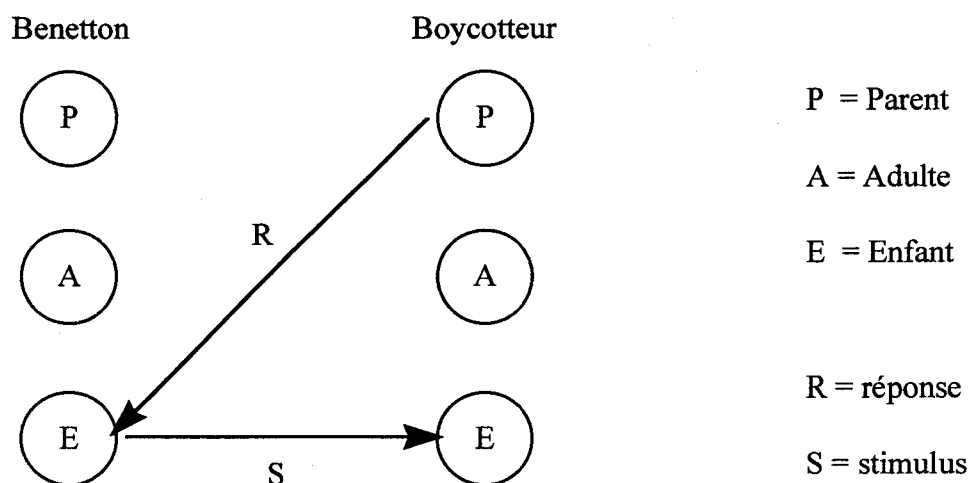 Benetton Boycotteur
P P P = Parent
A = Adulte
R
A A E = Enfant
R = réponse
E E
S S = stimulus